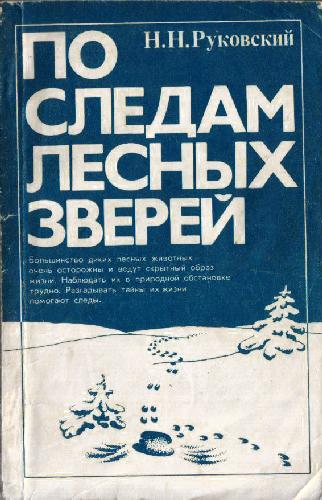 Н.Н.Руковский
ПО
СЛЕДАМ
ЛЕСНЫХ
ЗВЕРЕЙ
Большинство диких лесных животных
очень осторожны и ведут скрытный образ
жизни. Наблюдать их в природной обстановке
трудно. Разгадывать тайны их жизни
помогают следы.